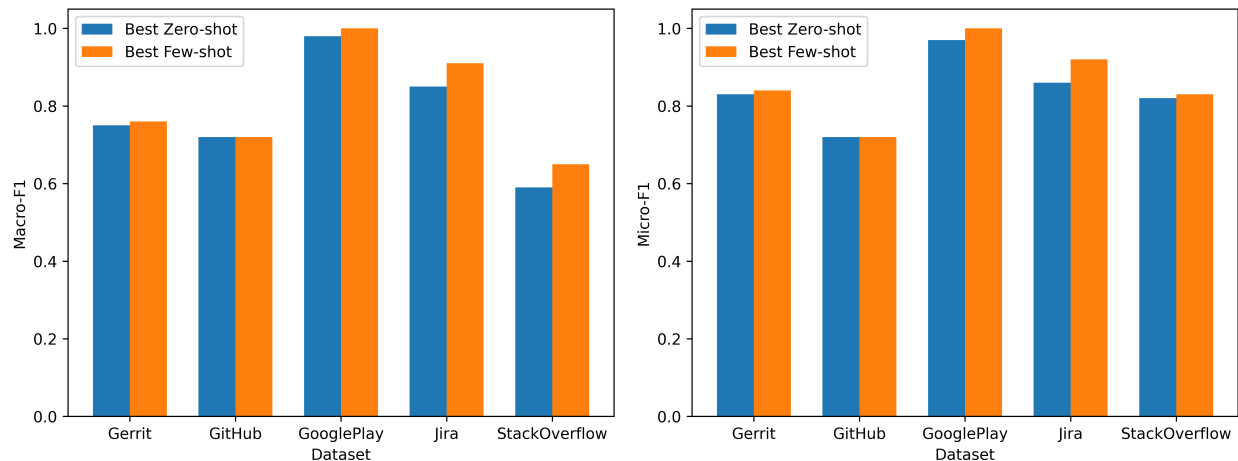 1.0
0.8
0.6
0.4
0.2
0.0
Macro-F1
Best Zero-shot
Best Few-shot
Gerrit GitHub GooglePlay Jira StackOverflow
Dataset
1.0
0.8
0.6
0.4
0.2
0.0
Micro-F1
Best Zero-shot
Best Few-shot
Gerrit GitHub GooglePlay Jira StackOverflow
Dataset